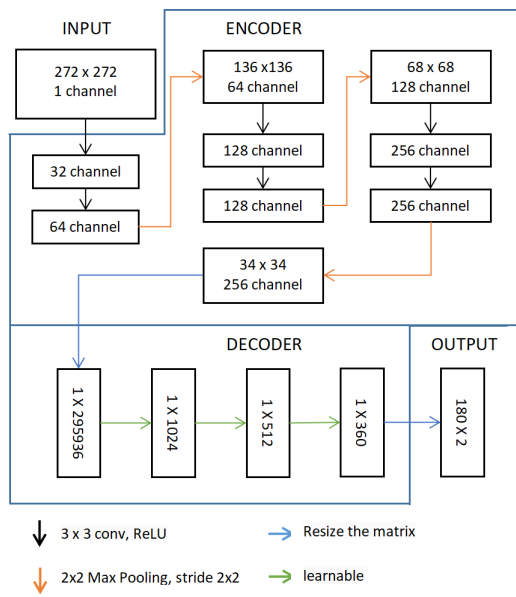 INPUT
ENCODER
272 x 272
1 channel
32 channel
64 channel
136 x136
64 channel
128 channel
128 channel
68 x 68
128 channel
256 channel
256 channel
34 x 34
256 channel
DECODER
OUTPUT
1 X 295936
1 X 1024
1 X 512
1 X 360
180 X 2
3 x 3 conv, ReLU
Resize the matrix
2x2 Max Pooling, stride 2x2
learnable